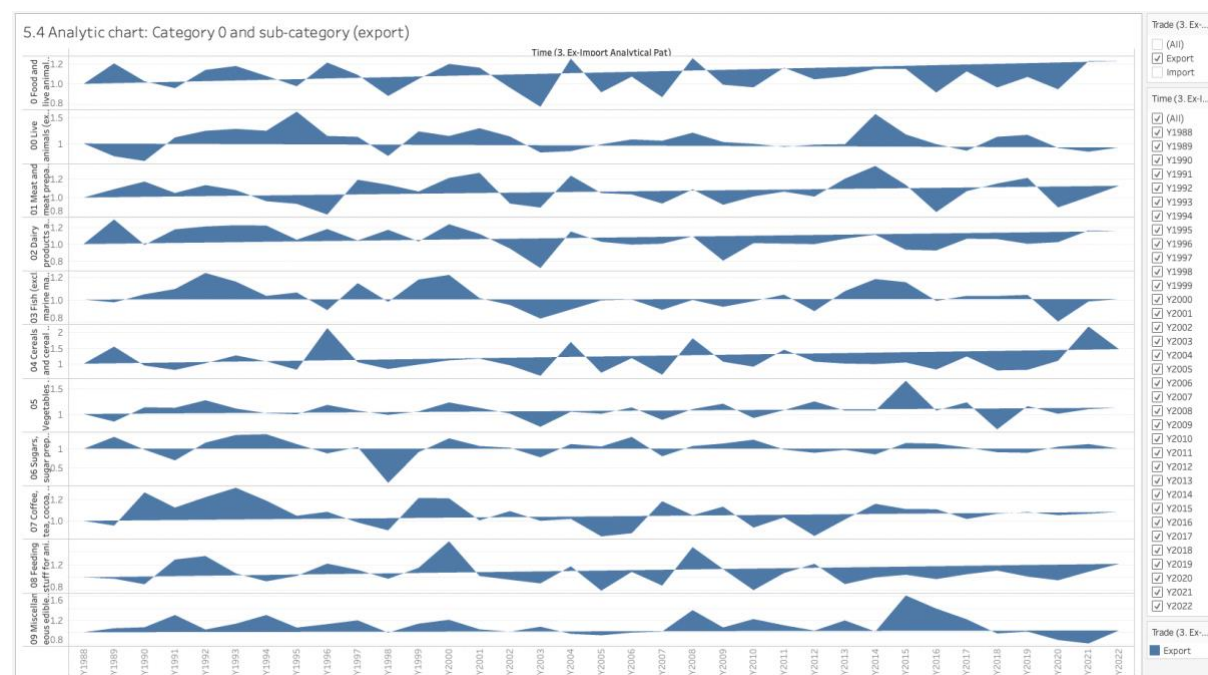 5.4 Analytic chart: Category 0 and sub-category (export)
Time (3. Ex-Import Analytical Pat)
0 Food and
live animal..
1.2
1.0
0.8
00 Live
animals (ex..
1.5
1
01 Meat and
meat prepa..
1.2
1.0
0.8
02 Dairy
products a..
1.2
1.0
0.8
03 Fish (excl
marine ma..
1.2
1.0
0.8
04 Cereals
and cereal ..
2
1.5
1
05
Vegetables ..
1.5
1
06 Sugars,
sugar prep..
1
0.5
07 Coffee,
tea, cocoa, ..
1.2
1.0
08 Feeding
stuff for ani..
1.2
0.8
09 Miscellan
eous edible..
1.6
1.2
0.8
Y1988
Y1989
Y1990
Y1991
Y1992
Y1993
Y1994
Y1995
Y1996
Y1997
Y1998
Y1999
Y2000
Y2001
Y2002
Y2003
Y2004
Y2005
Y2006
Y2007
Y2008
Y2009
Y2010
Y2011
Y2012
Y2013
Y2014
Y2015
Y2016
Y2017
Y2018
Y2019
Y2020
Y2021
Y2022
Trade (3. Ex-...
(All)
Export
Import
Time (3. Ex-I...
(All)
Y1988
Y1989
Y1990
Y1991
Y1992
Y1993
Y1994
Y1995
Y1996
Y1997
Y1998
Y1999
Y2000
Y2001
Y2002
Y2003
Y2004
Y2005
Y2006
Y2007
Y2008
Y2009
Y2010
Y2011
Y2012
Y2013
Y2014
Y2015
Y2016
Y2017
Y2018
Y2019
Y2020
Y2021
Y2022
Trade (3. Ex-...
Export